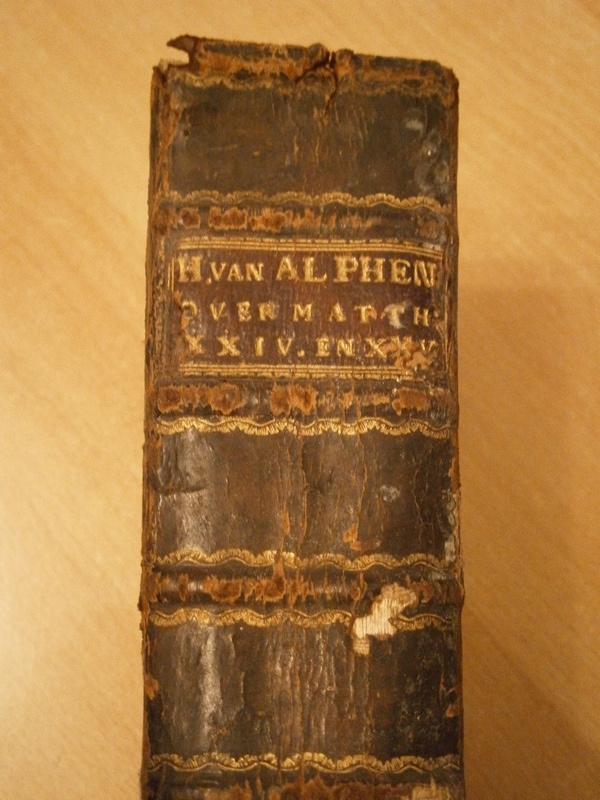 H. VAN ALPHEN
OVER MATTH.
XXIV. EN XXV